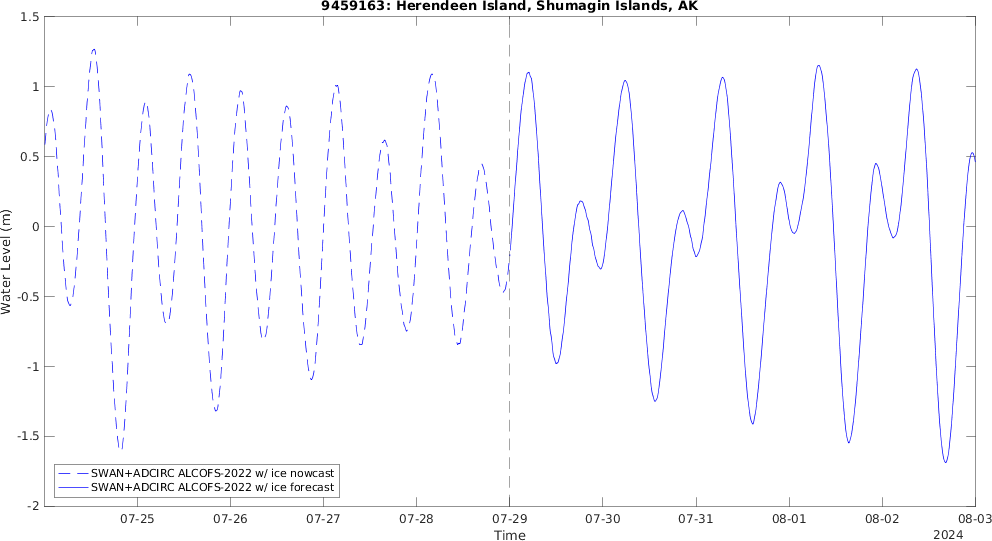 9459163: Herendeen Island, Shumagin Islands, AK
1.5
1
0.5
0
-0.5
-1
-1.5
-2
Water Level (m)
SWAN+ADCIRC ALCOFS-2022 w/ ice nowcast
SWAN+ADCIRC ALCOFS-2022 w/ ice forecast
07-25 07-26 07-27 07-28 07-29 07-30 07-31 08-01 08-02 08-03
Time
2024